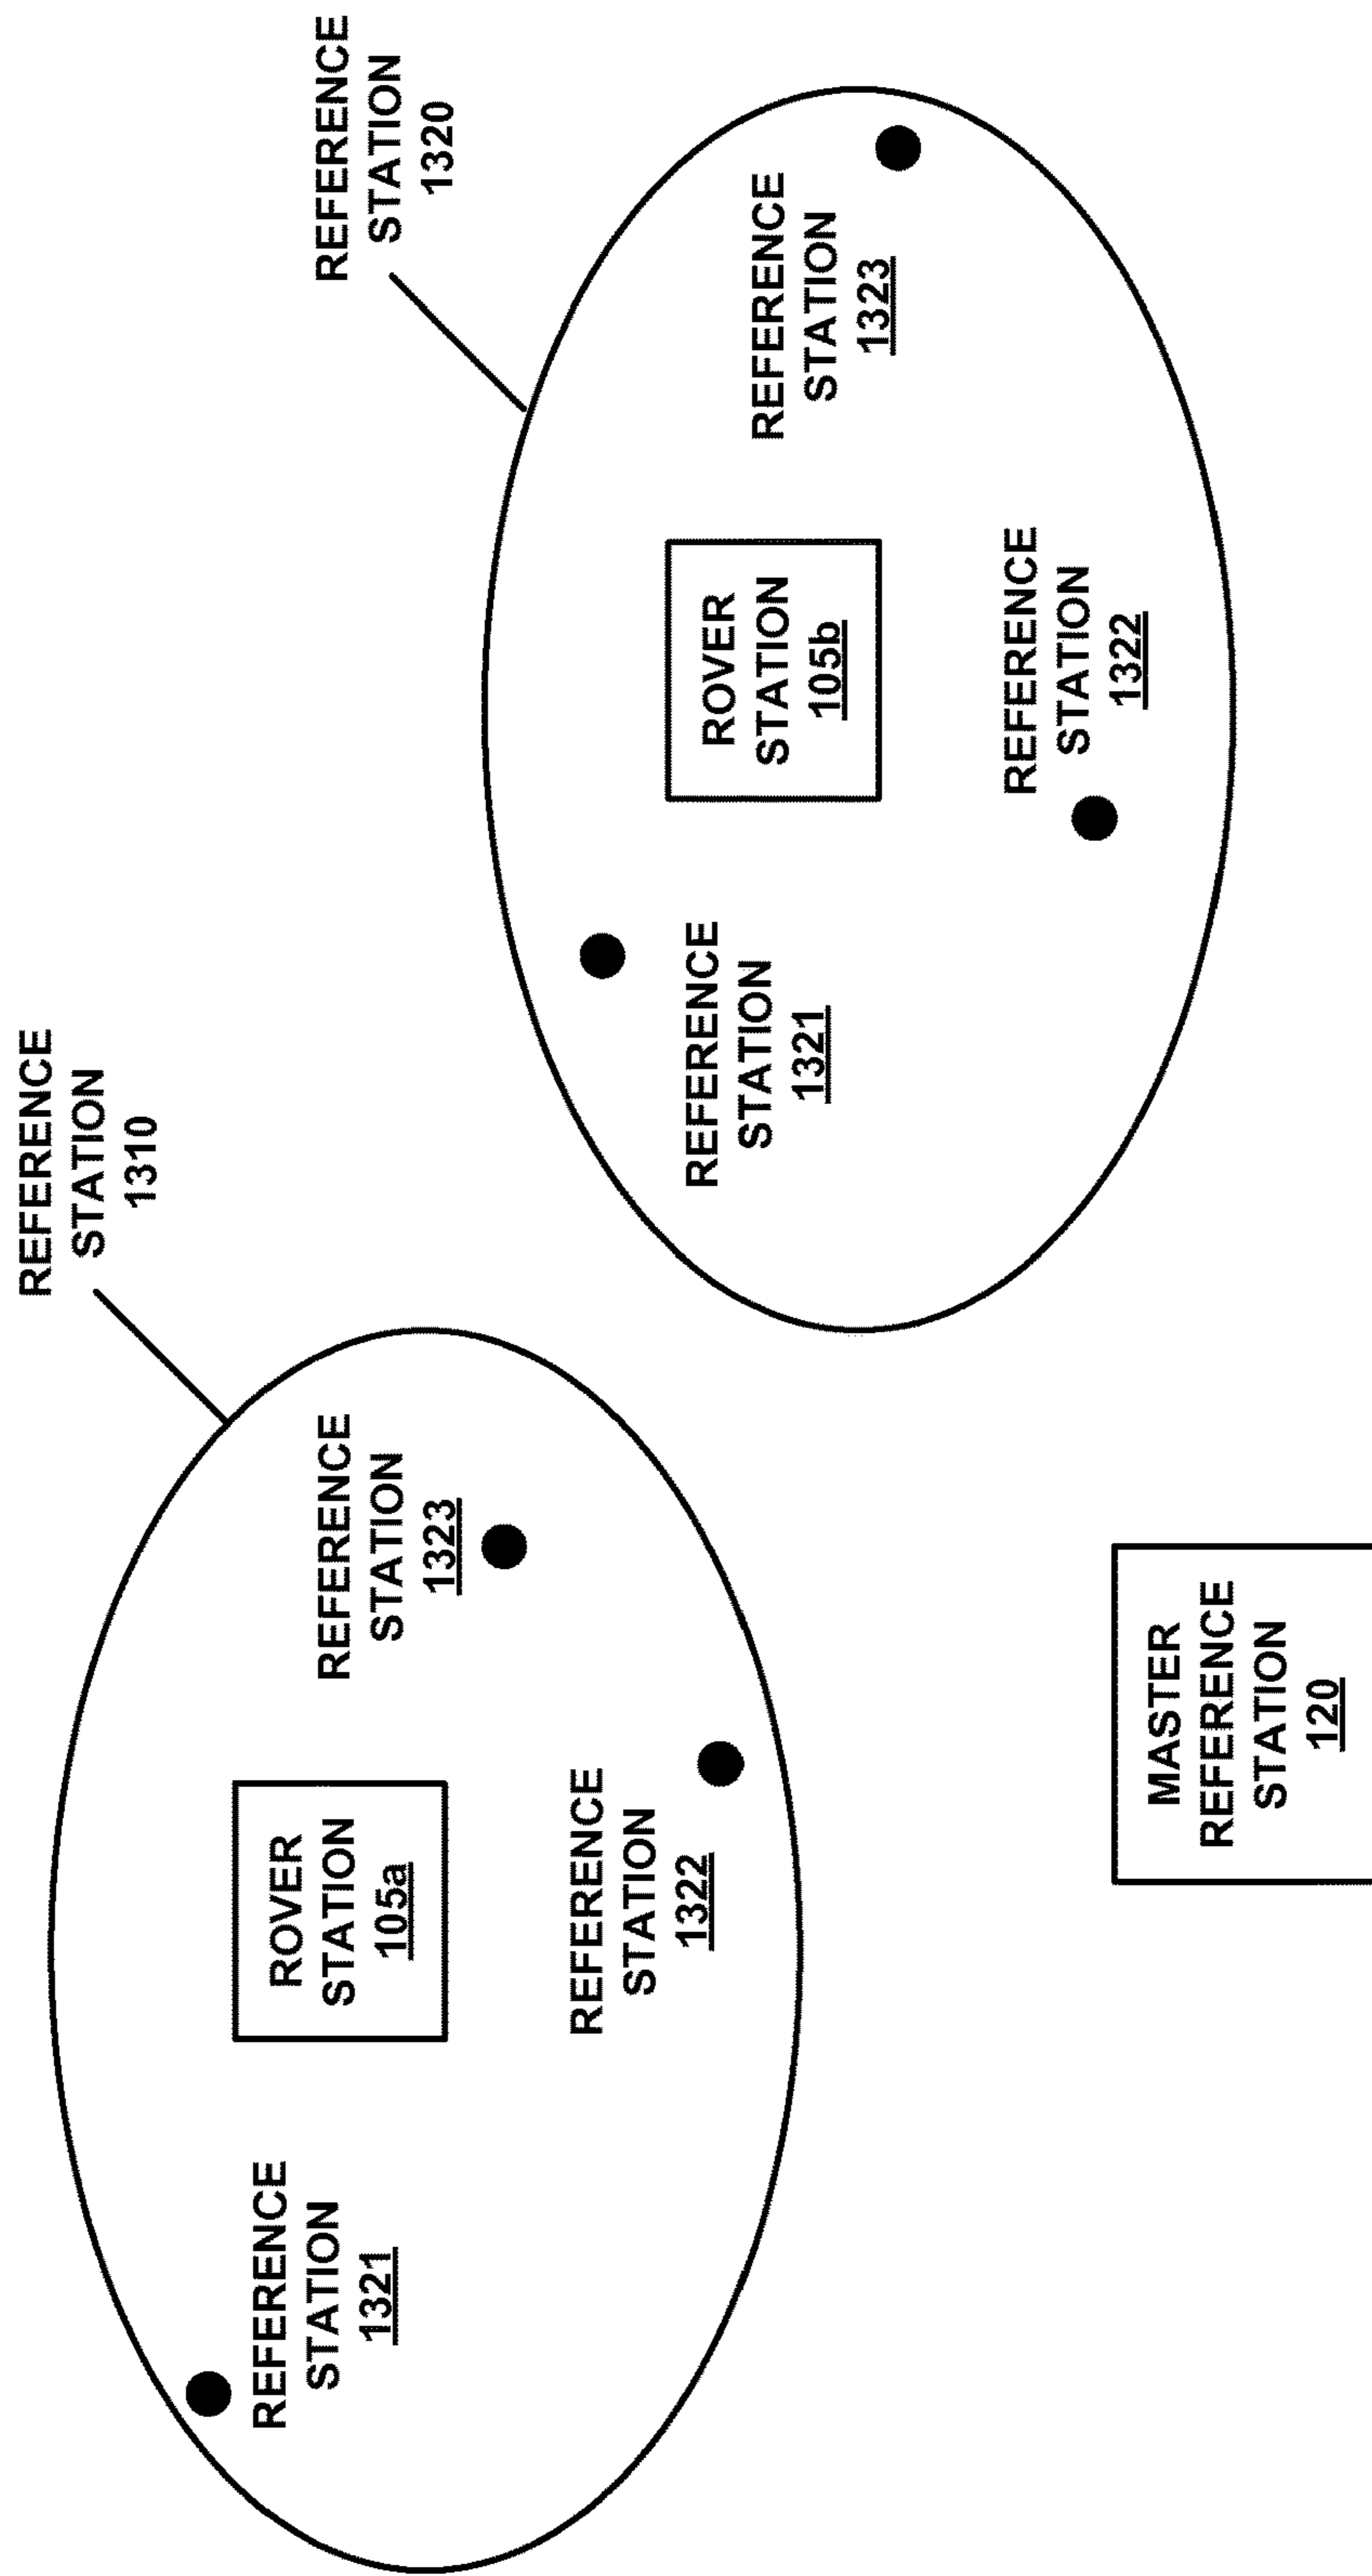 REFERENCE
STATION
1310
REFERENCE
STATION
1321
ROVER
STATION
105a
REFERENCE
STATION
1323
REFERENCE
STATION
1322
REFERENCE
STATION
1320
REFERENCE
STATION
1321
ROVER
STATION
105b
REFERENCE
STATION
1323
REFERENCE
STATION
1322
MASTER
REFERENCE
STATION
120